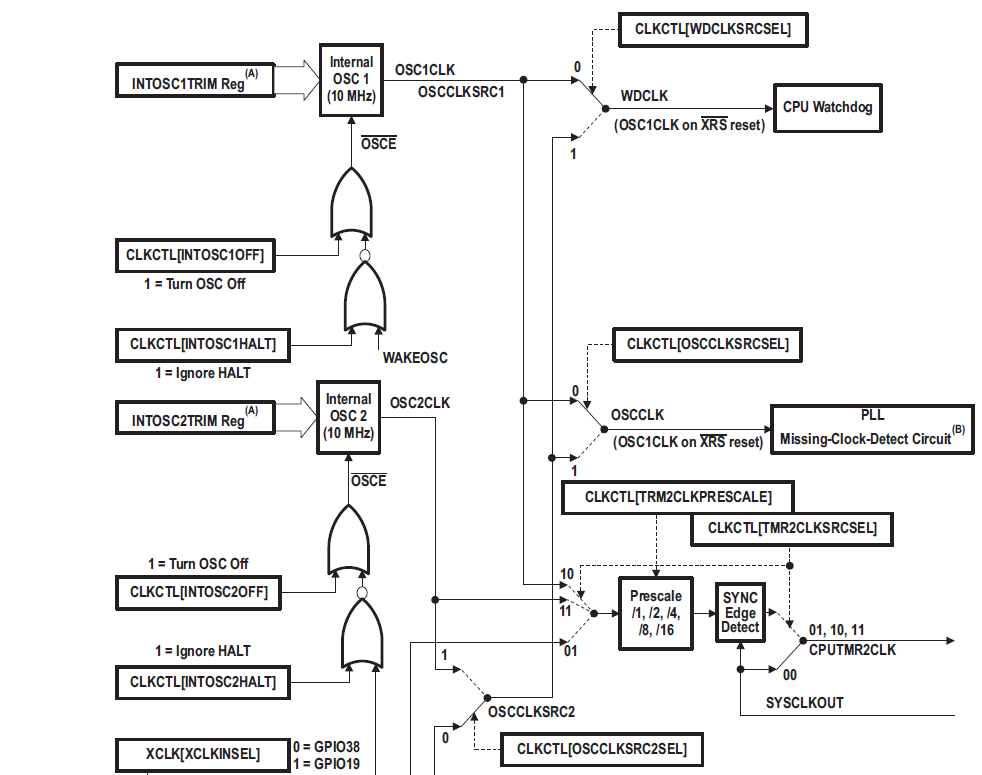 CLKCTL[WDCLKSRCSEL]
Internal
OSC 1
(10 MHz)
INTOSC1TRIM Reg(A)
OSC1CLK
OSCCLKSRC1
0
WDCLK
(OSC1CLK on XRS reset)
CPU Watchdog
1
OSCE
CLKCTL[INTOSC1OFF]
1 = Turn OSC Off
CLKCTL[INTOSC1HALT]
1 = Ignore HALT
WAKEOSC
CLKCTL[OSCCLKSRCSEL]
Internal
OSC 2
(10 MHz)
INTOSC2TRIM Reg(A)
OSC2CLK
0
OSCCLK
(OSC1CLK on XRS reset)
PLL
Missing-Clock-Detect Circuit(B)
1
OSCE
CLKCTL[TRM2CLKPRESCALE]
CLKCTL[TMR2CLKSRCSEL]
1 = Turn OSC Off
CLKCTL[INTOSC2OFF]
10
11
01
Prescale
/1, /2, /4,
/8, /16
SYNC
Edge
Detect
01, 10, 11
CPUTMR2CLK
00
SYSCLKOUT
1 = Ignore HALT
CLKCTL[INTOSC2HALT]
1
OSCCLKSRC2
0
CLKCTL[OSCCLKSRC2SEL]
XCLK[XCLKINSEL]
0 = GPIO38
1 = GPIO19